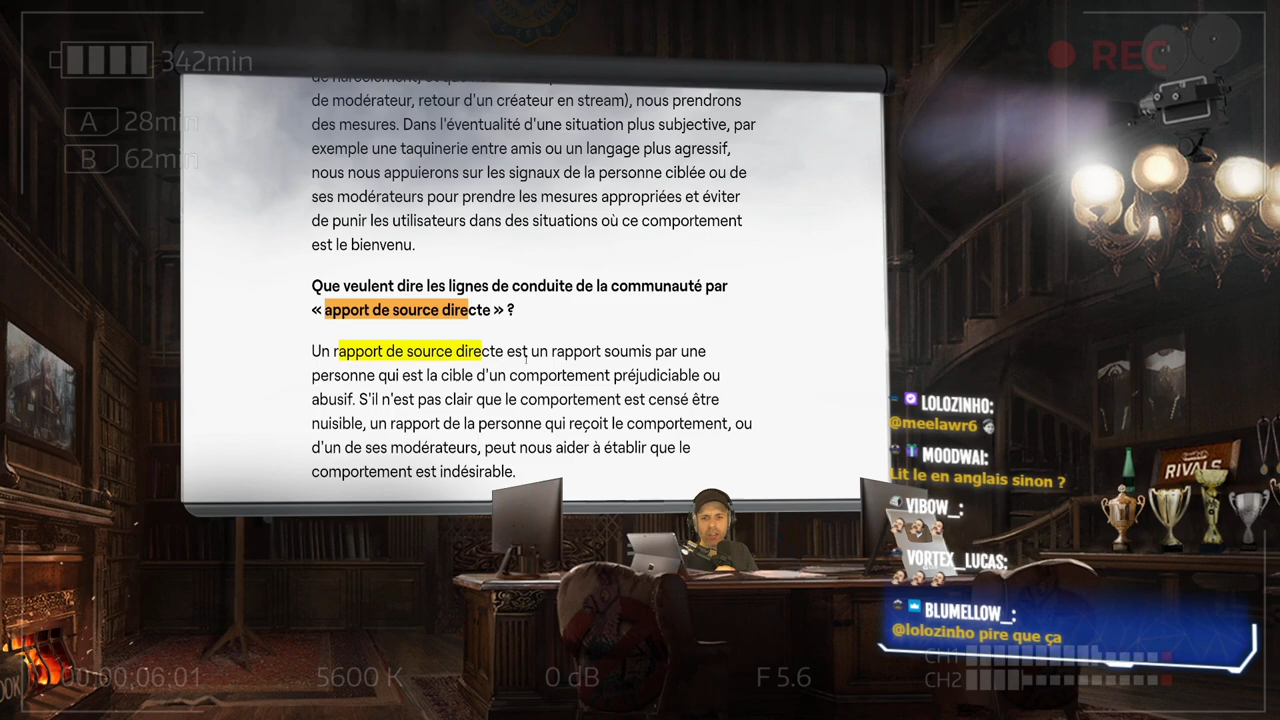 342min
REC
A 28min
B 62min
de modérateur, retour d'un créateur en stream), nous prendrons
des mesures. Dans l'éventualité d'une situation plus subjective, par
exemple une taquinerie entre amis ou un langage plus agressif,
nous nous appuierons sur les signaux de la personne ciblée ou de
ses modérateurs pour prendre les mesures appropriées et éviter
de punir les utilisateurs dans des situations où ce comportement
est le bienvenu.
Que veulent dire les lignes de conduite de la communauté par
« apport de source directe » ?
Un rapport de source directe est un rapport soumis par une
personne qui est la cible d'un comportement préjudiciable ou
abusif. S'il n'est pas clair que le comportement est censé être
nuisible, un rapport de la personne qui reçoit le comportement, ou
d'un de ses modérateurs, peut nous aider à établir que le
comportement est indésirable.
LOLOZINHO:
@meelawr6
MOODWAI:
Lit le en anglais sinon ?
VIBOW_:
VORTEX_LUCAS:
BLUMELLOW_:
@lolozinho pire que ça
RIVALS
00:00:06:01
5600 K
0 dB
F 5.6
CH1
CH2